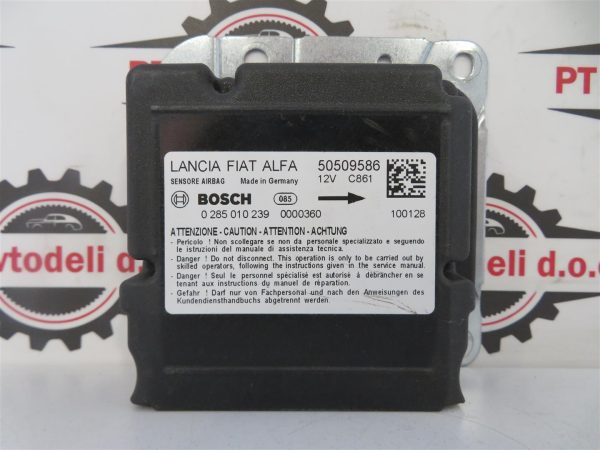 LANCIA FIAT ALFA 50509586
SENSORE AIRBAG Made in Germany 12V C861
BOSCH 085
0 285 010 239 0000360 100128
ATTENZIONE - CAUTION - ATTENTION - ACHTUNG
- Pericolo ! Non scollegare se non da personale specializzato e seguendo
le istruzioni del manuale di assistenza tecnica.
- Danger ! Do not disconnect. This operation is only to be carried out by
skilled operators, following the instructions given in the service manual.
- Danger ! Seul le personnel spécialisé est autorisé à débrancher en se
tenant aux instructions du manuel de réparation.
- Gefahr ! Darf nur von Fachpersonal und nach den Anweisungen des
Kundendiensthandbuchs abgetrennt werden.
PT
vtodeli d.o.